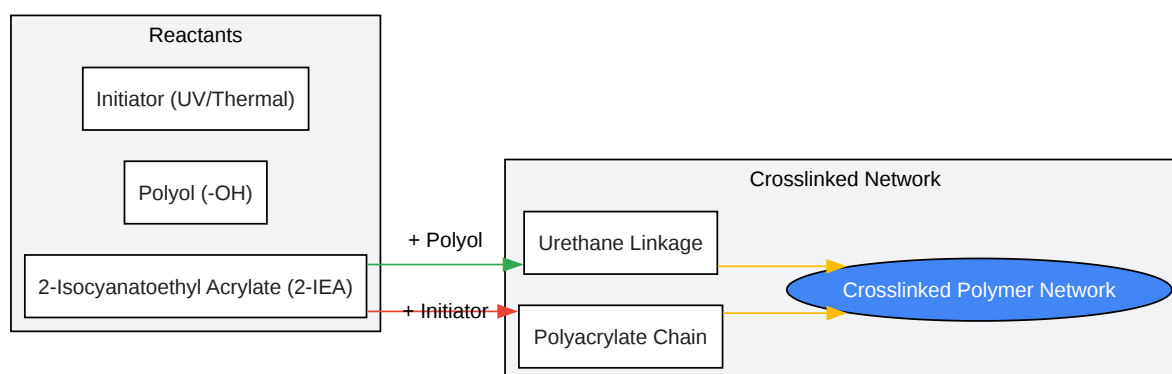 Reactants
Initiator (UV/Thermal)
Polyol (-OH)
2-Isocyanatoethyl Acrylate (2-IEA)
+ Polyol
+ Initiator
Crosslinked Network
Urethane Linkage
Polyacrylate Chain
Crosslinked Polymer Network